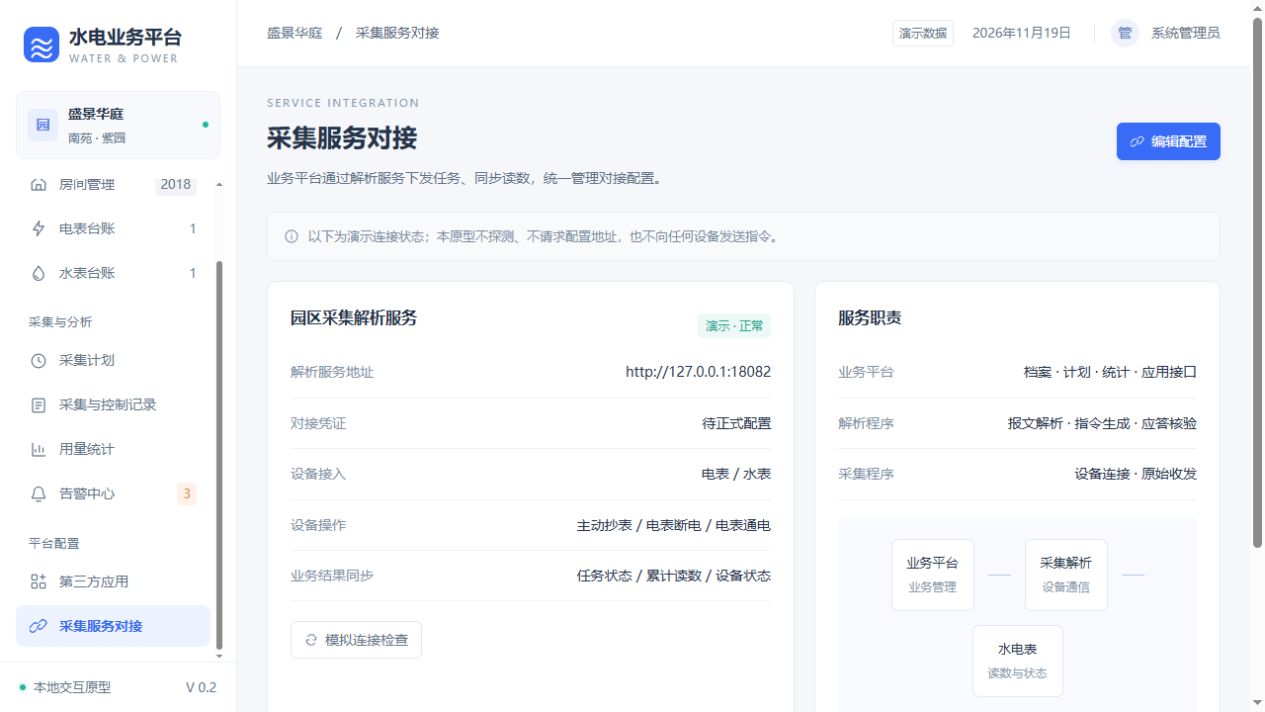 水电业务平台
WATER & POWER
园
盛景华庭
南苑 · 紫园
房间管理 2018
电表台账 1
水表台账 1
采集与分析
采集计划
采集与控制记录
用量统计
告警中心 3
平台配置
第三方应用
采集服务对接
本地交互原型 V 0.2
盛景华庭 / 采集服务对接
演示数据 2026年11月19日 管 系统管理员
SERVICE INTEGRATION
采集服务对接
业务平台通过解析服务下发任务、同步读数，统一管理对接配置。
编辑配置
以下为演示连接状态；本原型不探测、不请求配置地址，也不向任何设备发送指令。
园区采集解析服务
演示 · 正常
解析服务地址 http://127.0.0.1:18082
对接凭证 待正式配置
设备接入 电表 / 水表
设备操作 主动抄表 / 电表断电 / 电表通电
业务结果同步 任务状态 / 累计读数 / 设备状态
模拟连接检查
服务职责
业务平台 档案 · 计划 · 统计 · 应用接口
解析程序 报文解析 · 指令生成 · 应答核验
采集程序 设备连接 · 原始收发
业务平台
业务管理
采集解析
设备通信
水电表
读数与状态